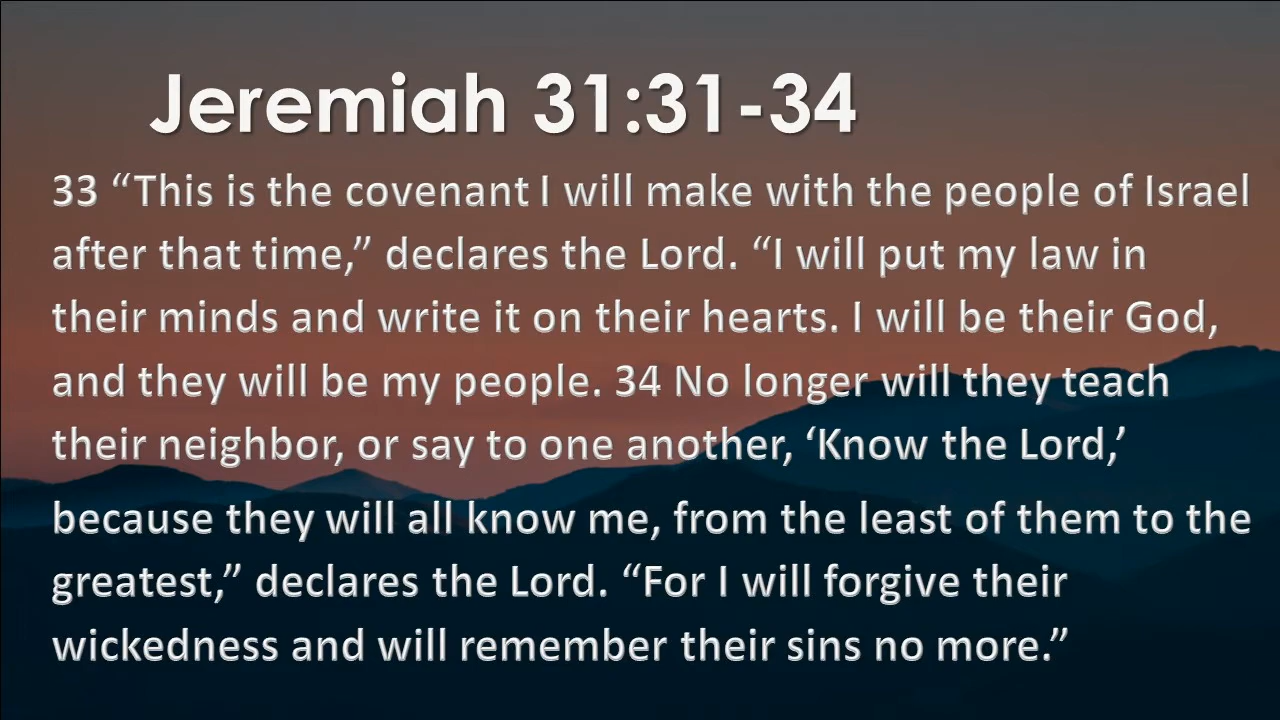 Jeremiah 31:31-34
33 “This is the covenant I will make with the people of Israel
after that time,” declares the Lord. “I will put my law in
their minds and write it on their hearts. I will be their God,
and they will be my people. 34 No longer will they teach
their neighbor, or say to one another, ‘Know the Lord,’
because they will all know me, from the least of them to the
greatest,” declares the Lord. “For I will forgive their
wickedness and will remember their sins no more.”